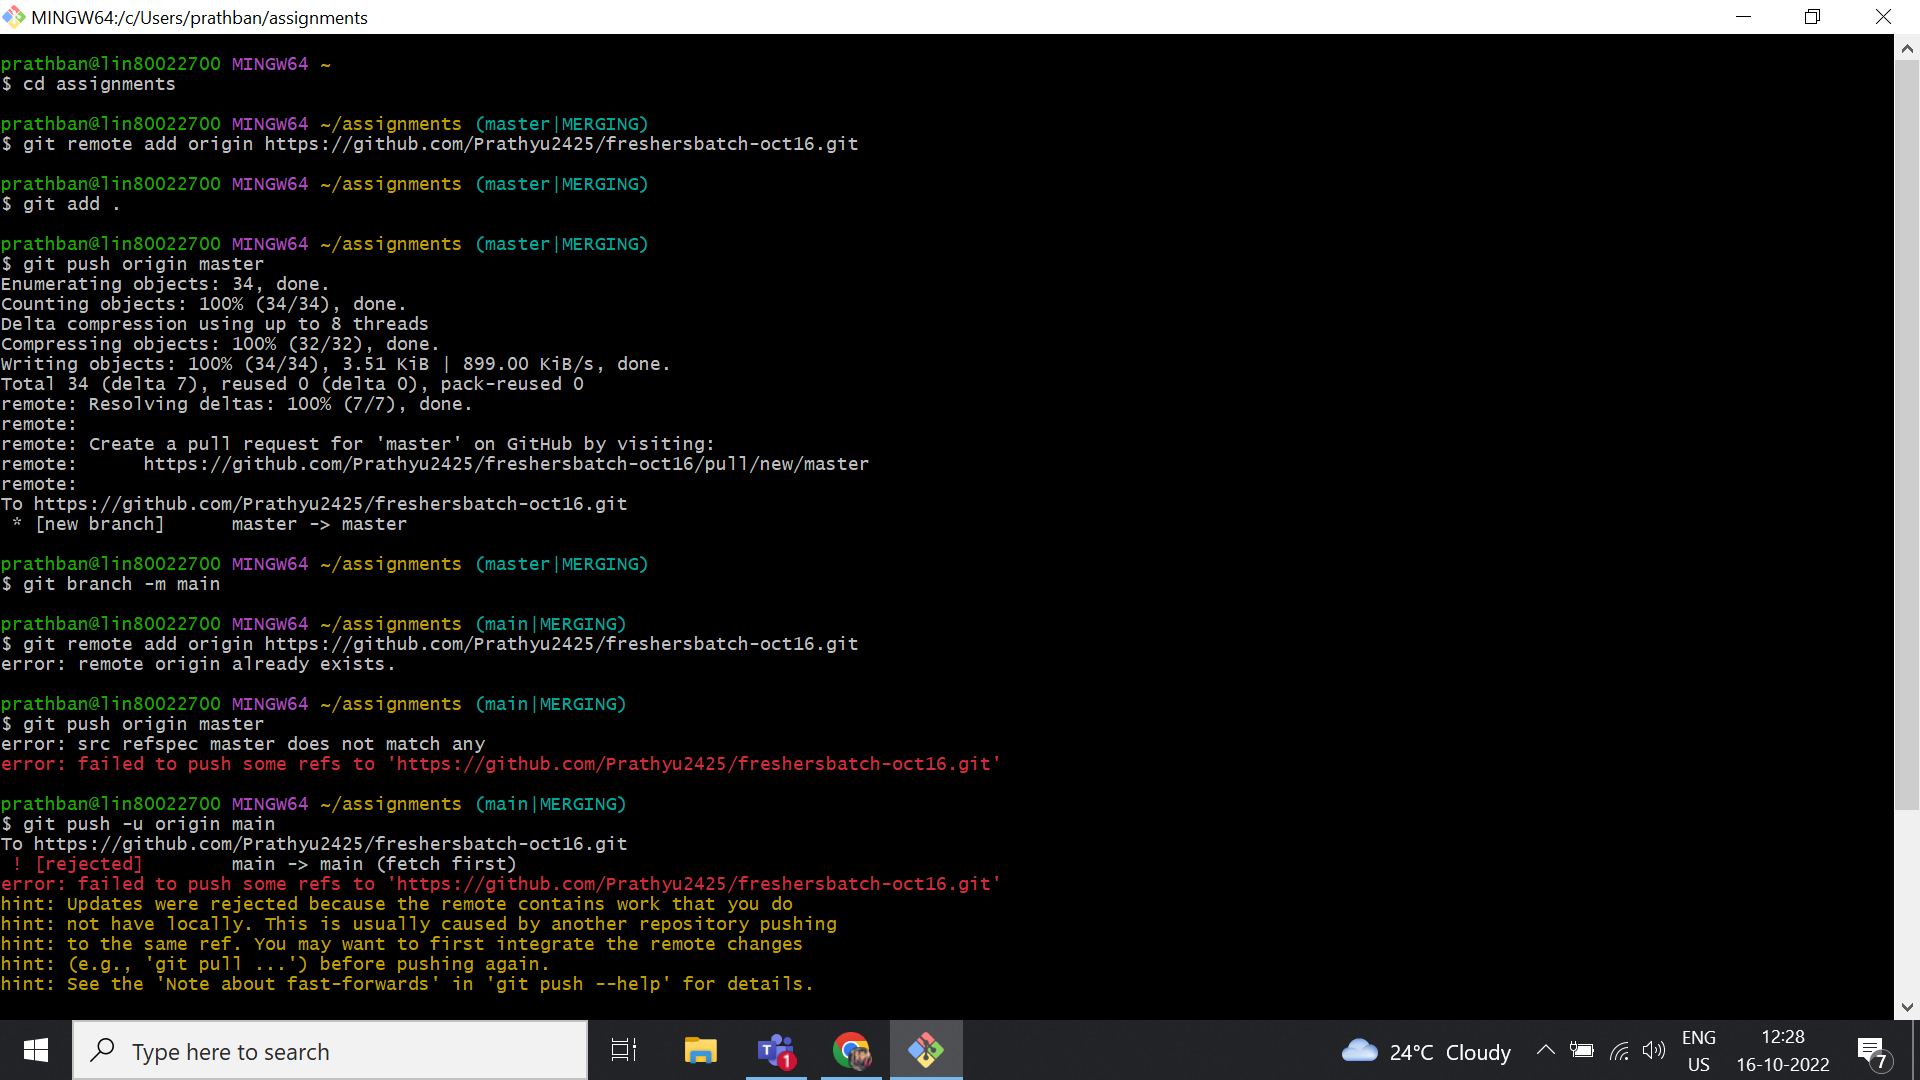 MINGW64:/c/Users/prathban/assignments
prathban@lin80022700 MINGW64 ~
$ cd assignments
prathban@lin80022700 MINGW64 ~/assignments (master|MERGING)
$ git remote add origin https://github.com/Prathyu2425/freshersbatch-oct16.git
prathban@lin80022700 MINGW64 ~/assignments (master|MERGING)
$ git add .
prathban@lin80022700 MINGW64 ~/assignments (master|MERGING)
$ git push origin master
Enumerating objects: 34, done.
Counting objects: 100% (34/34), done.
Delta compression using up to 8 threads
Compressing objects: 100% (32/32), done.
Writing objects: 100% (34/34), 3.51 KiB | 899.00 KiB/s, done.
Total 34 (delta 7), reused 0 (delta 0), pack-reused 0
remote: Resolving deltas: 100% (7/7), done.
remote:
remote: Create a pull request for 'master' on GitHub by visiting:
remote:      https://github.com/Prathyu2425/freshersbatch-oct16/pull/new/master
remote:
To https://github.com/Prathyu2425/freshersbatch-oct16.git
 * [new branch]      master -> master
prathban@lin80022700 MINGW64 ~/assignments (master|MERGING)
$ git branch -m main
prathban@lin80022700 MINGW64 ~/assignments (main|MERGING)
$ git remote add origin https://github.com/Prathyu2425/freshersbatch-oct16.git
error: remote origin already exists.
prathban@lin80022700 MINGW64 ~/assignments (main|MERGING)
$ git push origin master
error: src refspec master does not match any
error: failed to push some refs to 'https://github.com/Prathyu2425/freshersbatch-oct16.git'
prathban@lin80022700 MINGW64 ~/assignments (main|MERGING)
$ git push -u origin main
To https://github.com/Prathyu2425/freshersbatch-oct16.git
 ! [rejected]        main -> main (fetch first)
error: failed to push some refs to 'https://github.com/Prathyu2425/freshersbatch-oct16.git'
hint: Updates were rejected because the remote contains work that you do
hint: not have locally. This is usually caused by another repository pushing
hint: to the same ref. You may want to first integrate the remote changes
hint: (e.g., 'git pull ...') before pushing again.
hint: See the 'Note about fast-forwards' in 'git push --help' for details.
Type here to search
T
1
24°C Cloudy
ENG
US
12:28
16-10-2022
7